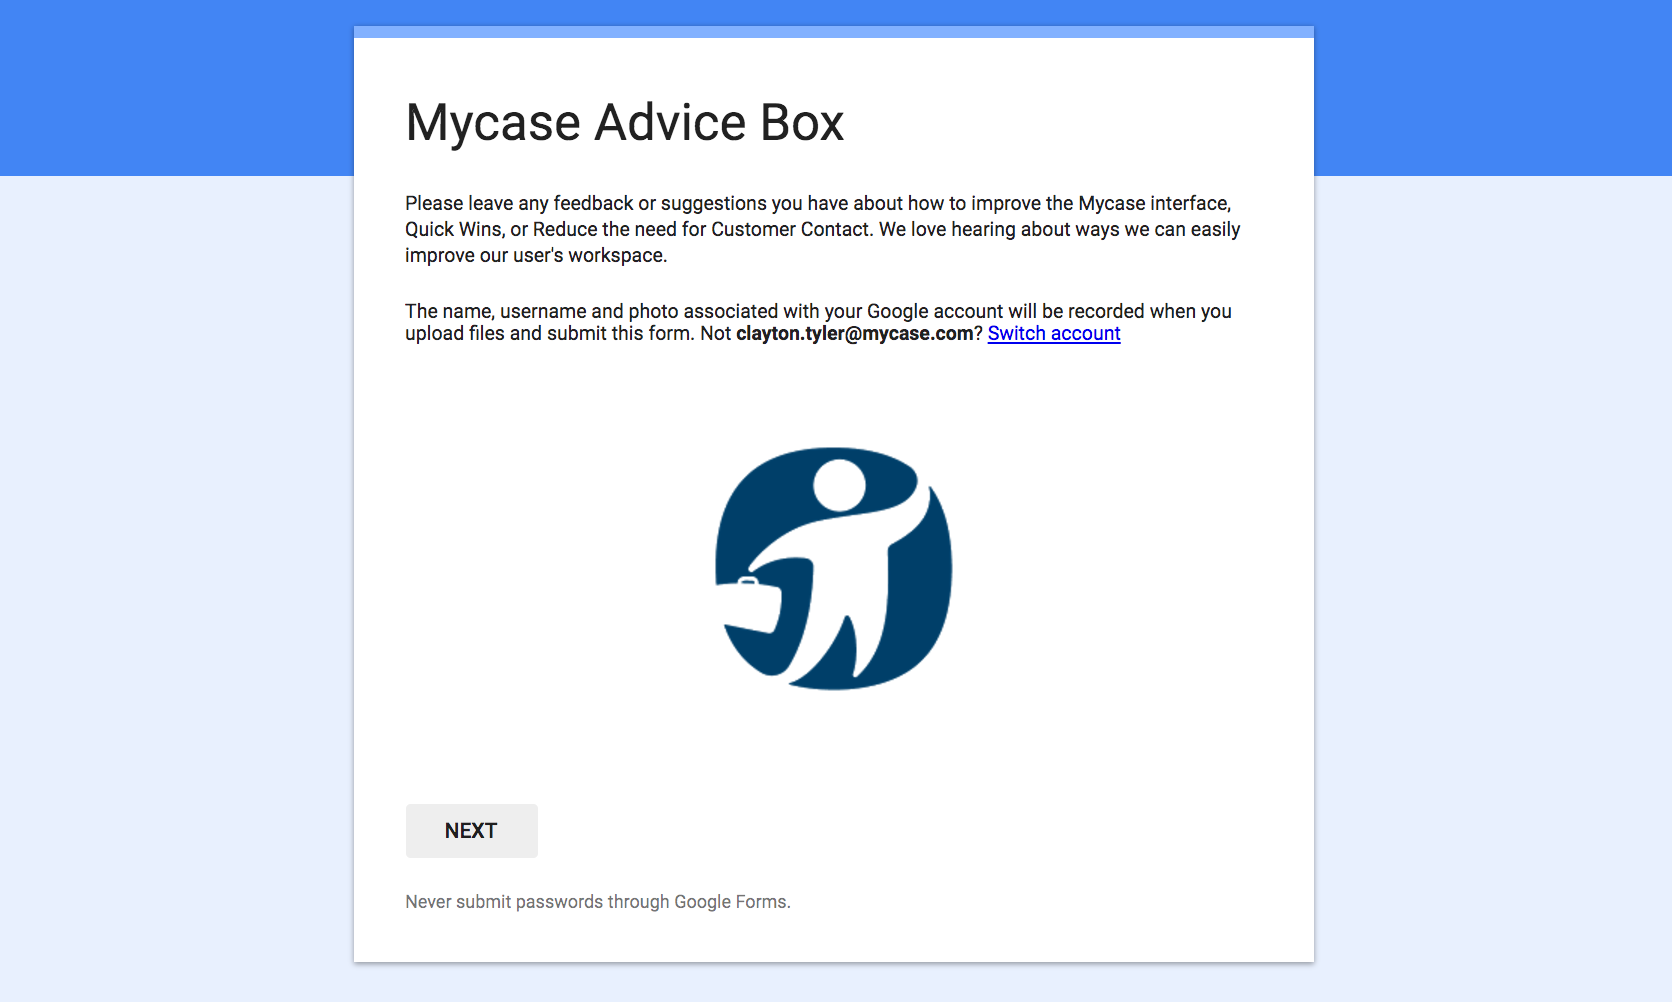 Mycase Advice Box
Please leave any feedback or suggestions you have about how to improve the Mycase interface,
Quick Wins, or Reduce the need for Customer Contact. We love hearing about ways we can easily
improve our user's workspace.
The name, username and photo associated with your Google account will be recorded when you
upload files and submit this form. Not clayton.tyler@mycase.com? Switch account
NEXT
Never submit passwords through Google Forms.